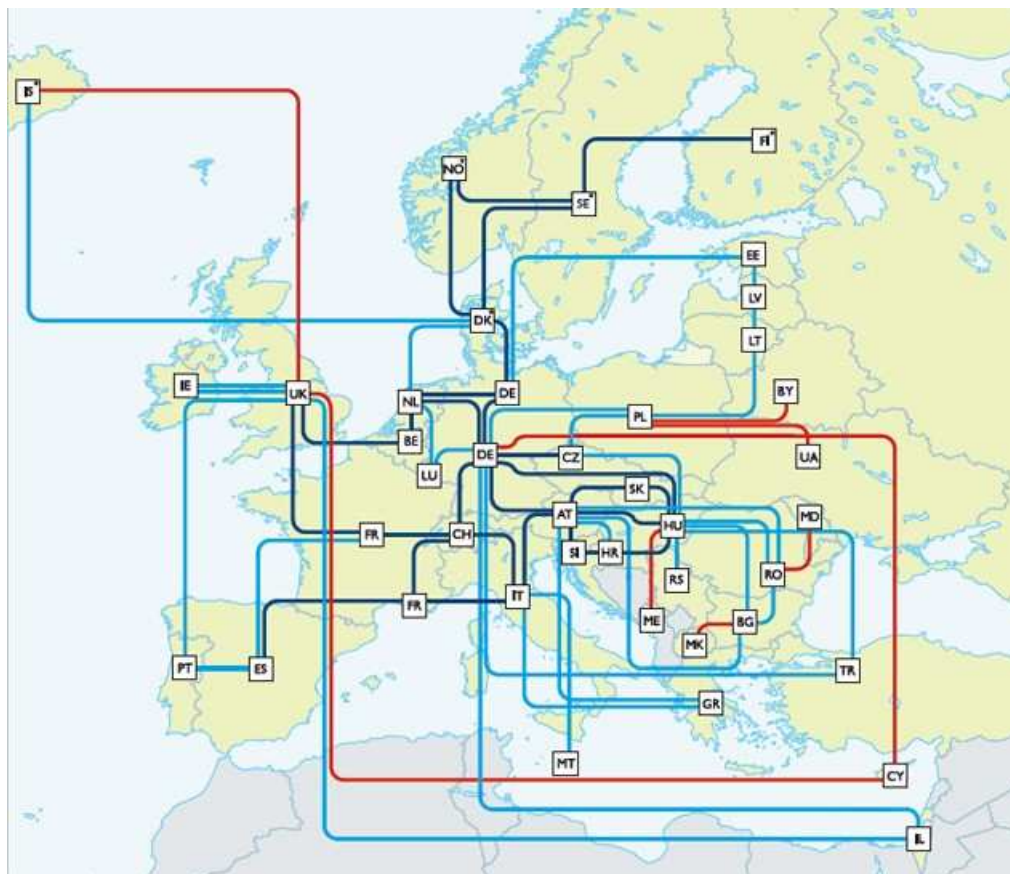 IS*
FI*
NO*
SE*
EE
LV
DK*
LT
IE
UK
NL
DE
BY
PL
BE
DE
CZ
UA
LU
SK
AT
MD
HU
FR
CH
SI
HR
RO
RS
IT
FR
ME
BG
MK
PT
ES
TR
GR
MT
CY
IL